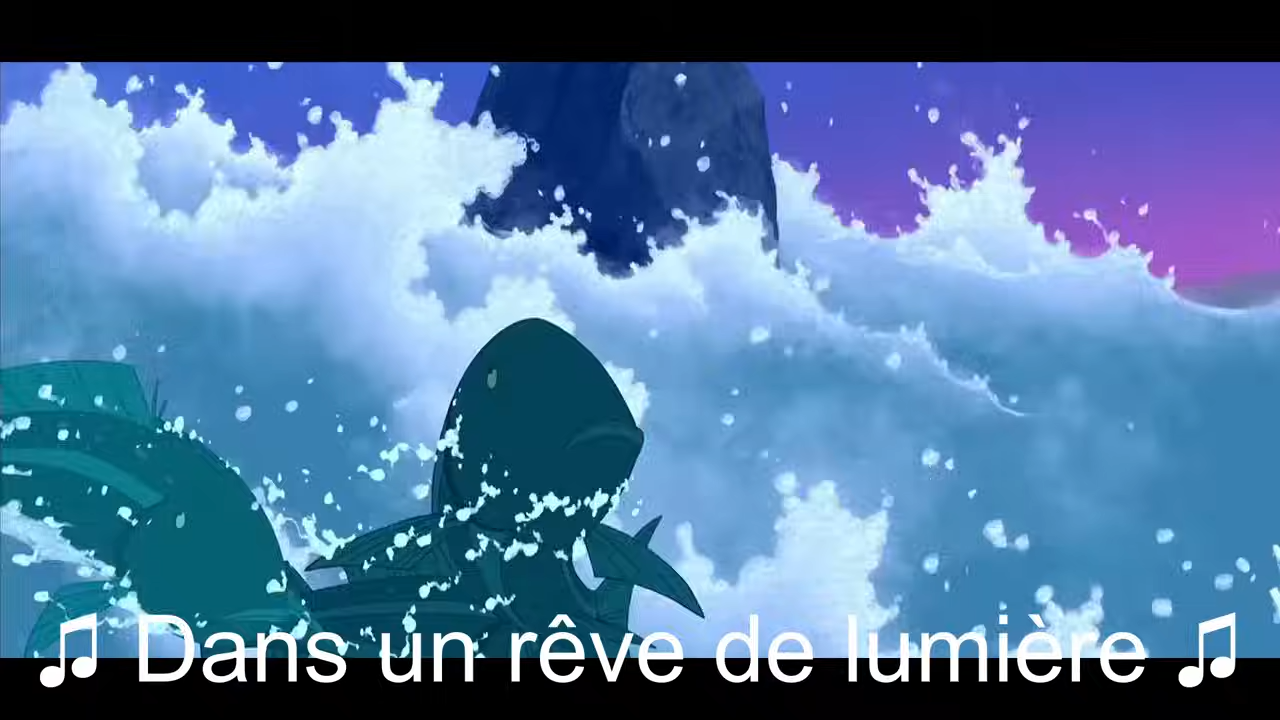 ♫ Dans un rêve de lumière ♫